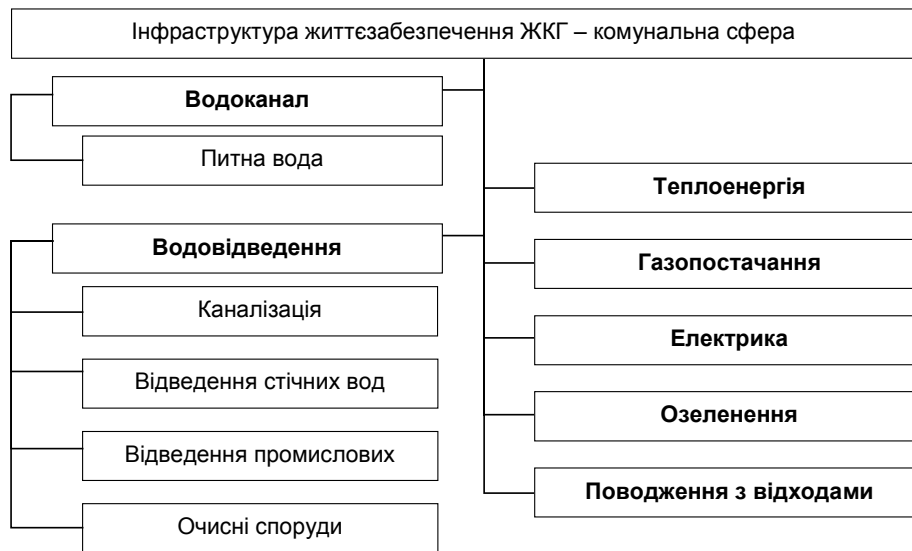 Інфраструктура життєзабезпечення ЖКГ – комунальна сфера
Водоканал
Питна вода
Водовідведення
Каналізація
Відведення стічних вод
Відведення промислових
Очисні споруди
Теплоенергія
Газопостачання
Електрика
Озеленення
Поводження з відходами